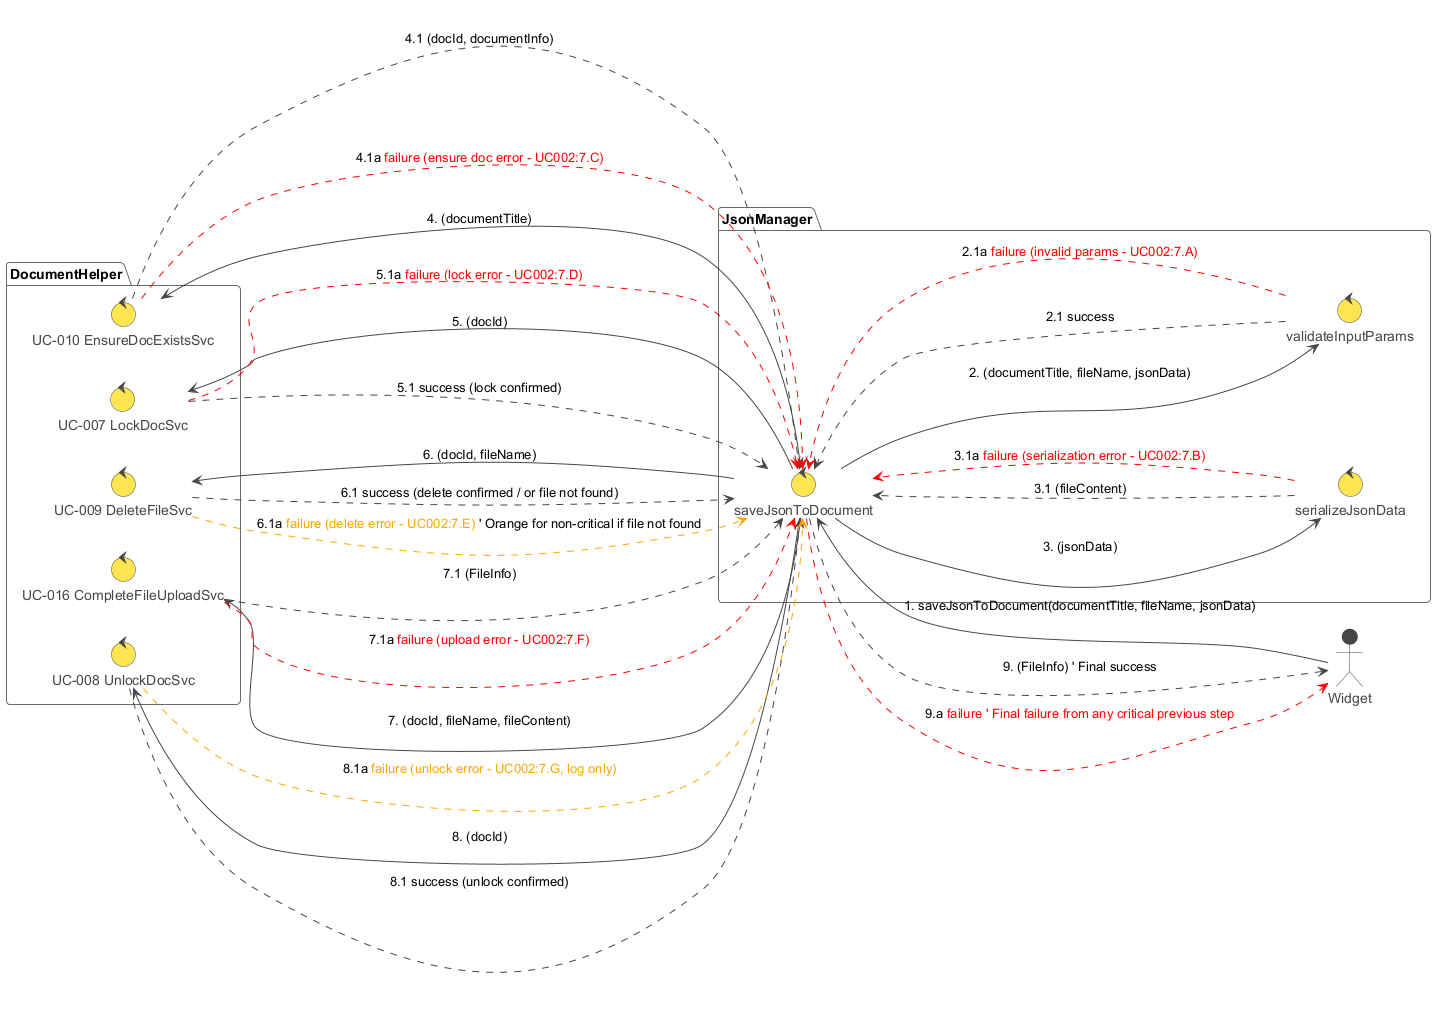 4.1 (docId, documentInfo)
4.1a failure (ensure doc error - UC002:7.C)
4. (documentTitle)
JsonManager
2.1a failure (invalid params - UC002:7.A)
DocumentHelper
5.1a failure (lock error - UC002:7.D)
UC-010 EnsureDocExistsSvc
5. (docId)
2.1 success
validateInputParams
2. (documentTitle, fileName, jsonData)
5.1 success (lock confirmed)
UC-007 LockDocSvc
6. (docId, fileName)
3.1a failure (serialization error - UC002:7.B)
6.1 success (delete confirmed / or file not found)
3.1 (fileContent)
UC-009 DeleteFileSvc
saveJsonToDocument
serializeJsonData
6.1a failure (delete error - UC002:7.E) ' Orange for non-critical if file not found
3. (jsonData)
7.1 (FileInfo)
UC-016 CompleteFileUploadSvc
1. saveJsonToDocument(documentTitle, fileName, jsonData)
7.1a failure (upload error - UC002:7.F)
9. (FileInfo) ' Final success
UC-008 UnlockDocSvc
Widget
9.a failure ' Final failure from any critical previous step
7. (docId, fileName, fileContent)
8.1a failure (unlock error - UC002:7.G, log only)
8. (docId)
8.1 success (unlock confirmed)